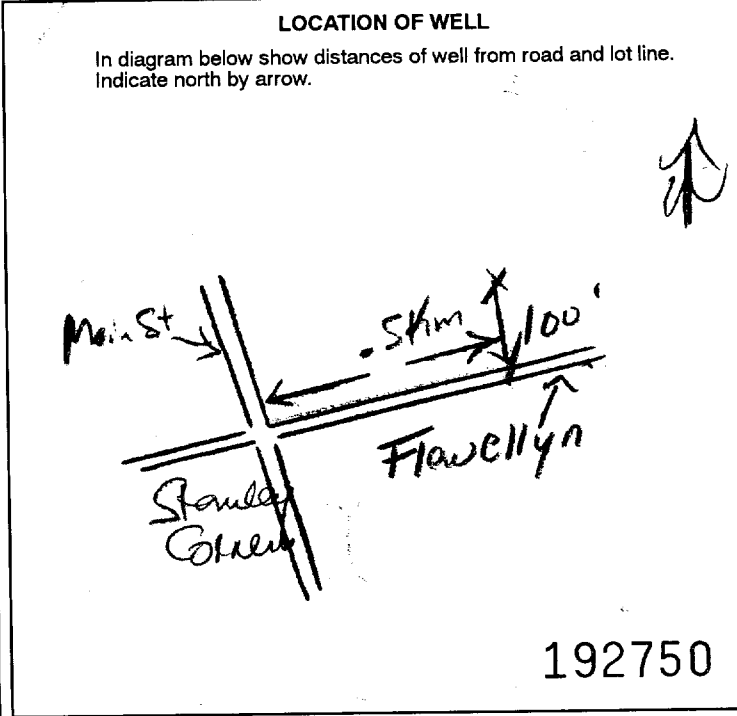 LOCATION OF WELL
In diagram below show distances of well from road and lot line.
Indicate north by arrow.
Main St
.5km
100'
Flawellyn
Stanley
Corners
192750